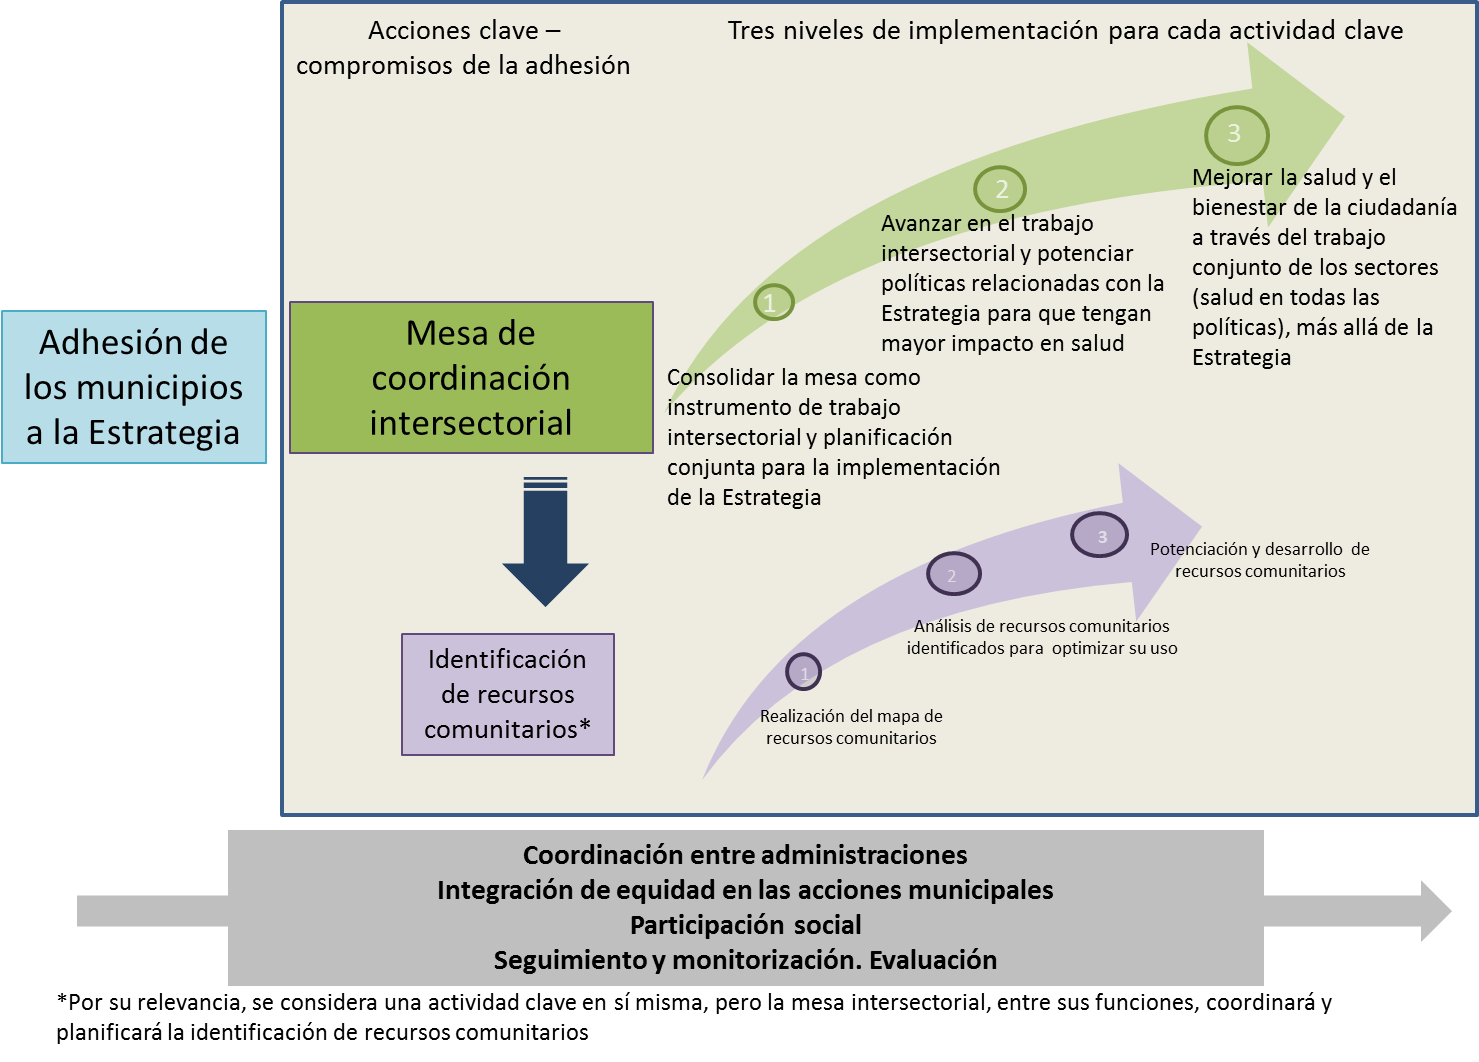 Acciones clave –
compromisos de la adhesión
Tres niveles de implementación para cada actividad clave
Adhesión de
los municipios
a la Estrategia
Mesa de
coordinación
intersectorial
1
Consolidar la mesa como
instrumento de trabajo
intersectorial y planificación
conjunta para la implementación
de la Estrategia
2
Avanzar en el trabajo
intersectorial y potenciar
políticas relacionadas con la
Estrategia para que tengan
mayor impacto en salud
3
Mejorar la salud y el
bienestar de la ciudadanía
a través del trabajo
conjunto de los sectores
(salud en todas las
políticas), más allá de la
Estrategia
Identificación
de recursos
comunitarios*
1
Realización del mapa de
recursos comunitarios
2
Análisis de recursos comunitarios
identificados para optimizar su uso
3
Potenciación y desarrollo de
recursos comunitarios
Coordinación entre administraciones
Integración de equidad en las acciones municipales
Participación social
Seguimiento y monitorización. Evaluación
*Por su relevancia, se considera una actividad clave en sí misma, pero la mesa intersectorial, entre sus funciones, coordinará y
planificará la identificación de recursos comunitarios